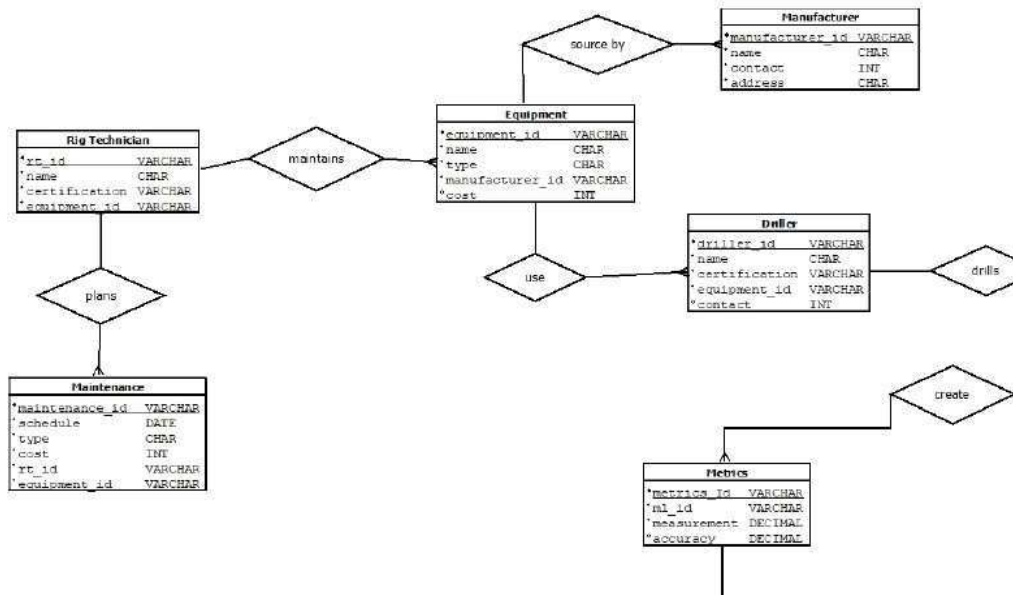 Manufacturer
*manufacturer_id VARCHAR
*name CHAR
*contact INT
*address CHAR
source by
Equipment
*equipment_id VARCHAR
*name CHAR
*type CHAR
*manufacturer_id VARCHAR
°cost INT
Rig Technician
*rt_id VARCHAR
*name CHAR
*certification VARCHAR
*equipment_id VARCHAR
maintains
Driller
*driller_id VARCHAR
*name CHAR
*certification VARCHAR
*equipment_id VARCHAR
°contact INT
use
drills
plans
Maintenance
*maintenance_id VARCHAR
*schedule DATE
*type CHAR
*cost INT
*rt_id VARCHAR
*equipment_id VARCHAR
create
Metrics
*metrics_Id VARCHAR
*ml_id VARCHAR
*measurement DECIMAL
°accuracy DECIMAL